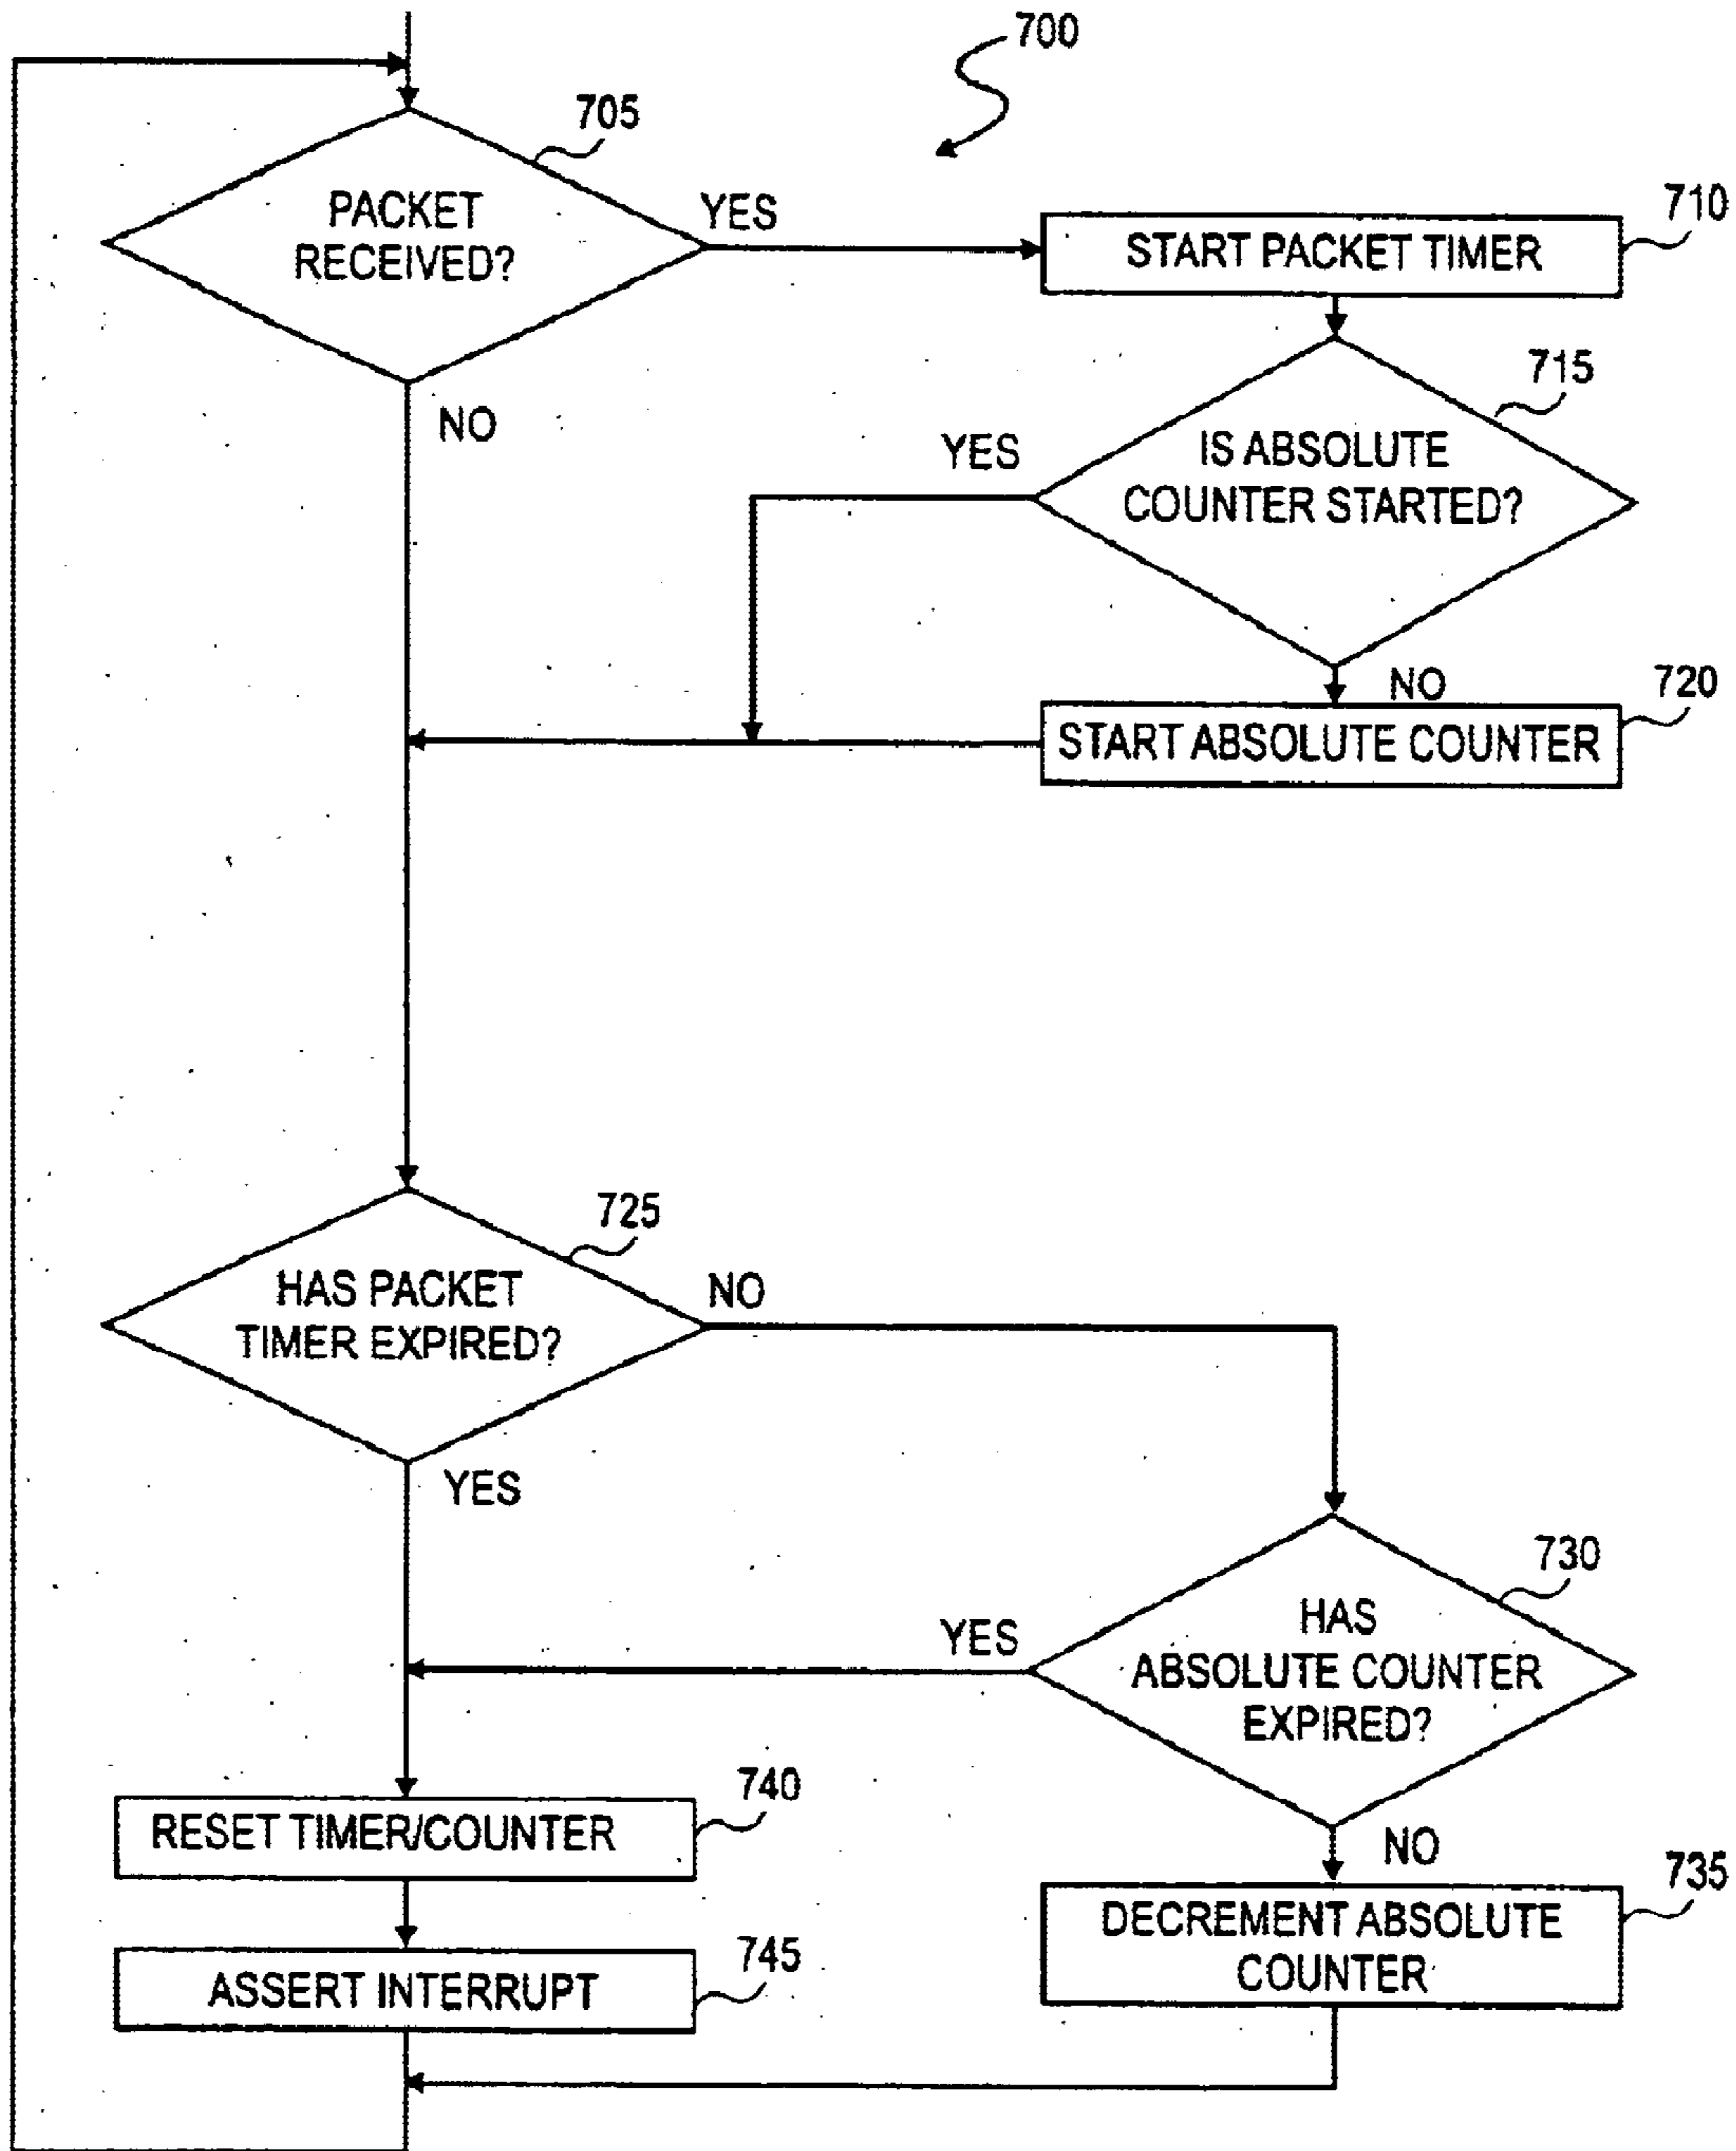 700
705
PACKET
RECEIVED?
YES
NO
710
START PACKET TIMER
715
IS ABSOLUTE
COUNTER STARTED?
YES
NO
720
START ABSOLUTE COUNTER
725
HAS PACKET
TIMER EXPIRED?
NO
YES
730
HAS
ABSOLUTE COUNTER
EXPIRED?
YES
NO
735
DECREMENT ABSOLUTE
COUNTER
740
RESET TIMER/COUNTER
745
ASSERT INTERRUPT